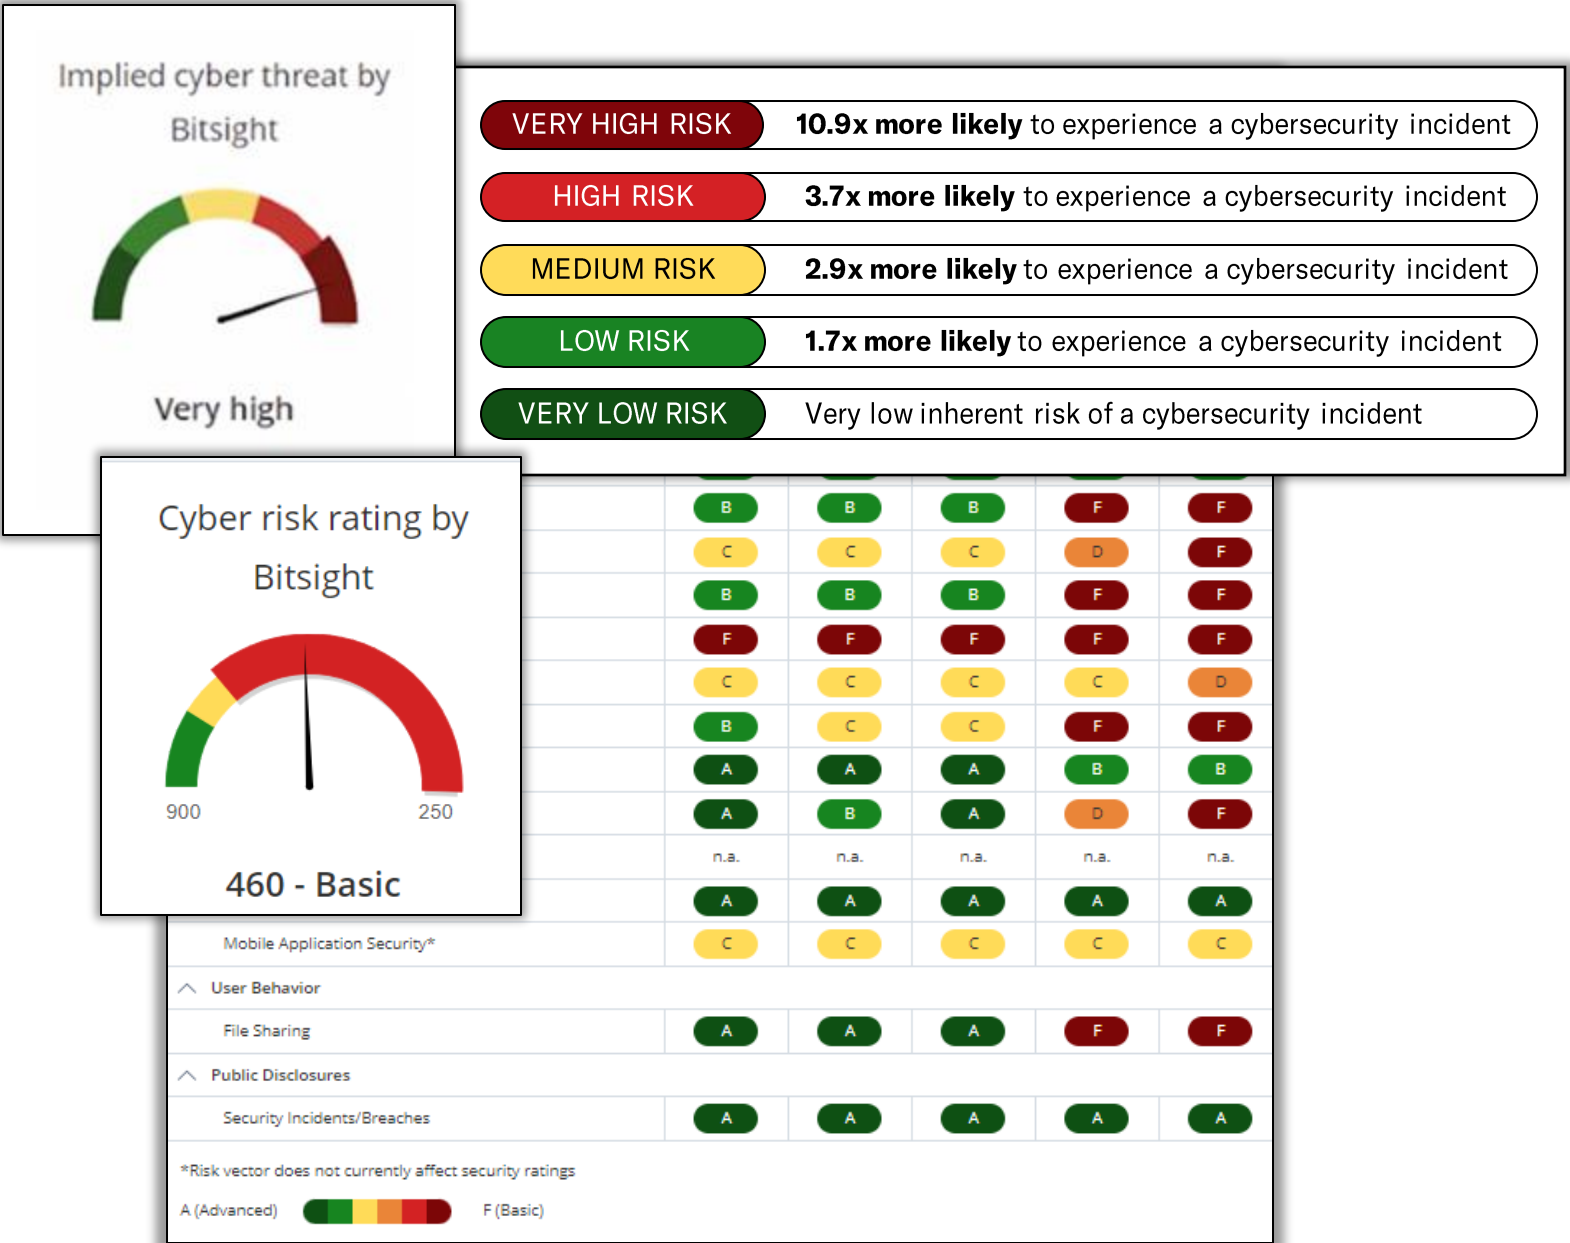 Implied cyber threat by
Bitsight
Very high
VERY HIGH RISK 10.9x more likely to experience a cybersecurity incident
HIGH RISK 3.7x more likely to experience a cybersecurity incident
MEDIUM RISK 2.9x more likely to experience a cybersecurity incident
LOW RISK 1.7x more likely to experience a cybersecurity incident
VERY LOW RISK Very low inherent risk of a cybersecurity incident
Cyber risk rating by
Bitsight
900 250
460 - Basic
B B B F F
C C C D F
B B B F F
F F F F F
C C C C D
B C C F F
A A A B B
A B A D F
n.a. n.a. n.a. n.a. n.a.
A A A A A
Mobile Application Security* C C C C C
User Behavior
File Sharing A A A F F
Public Disclosures
Security Incidents/Breaches A A A A A
*Risk vector does not currently affect security ratings
A (Advanced) F (Basic)